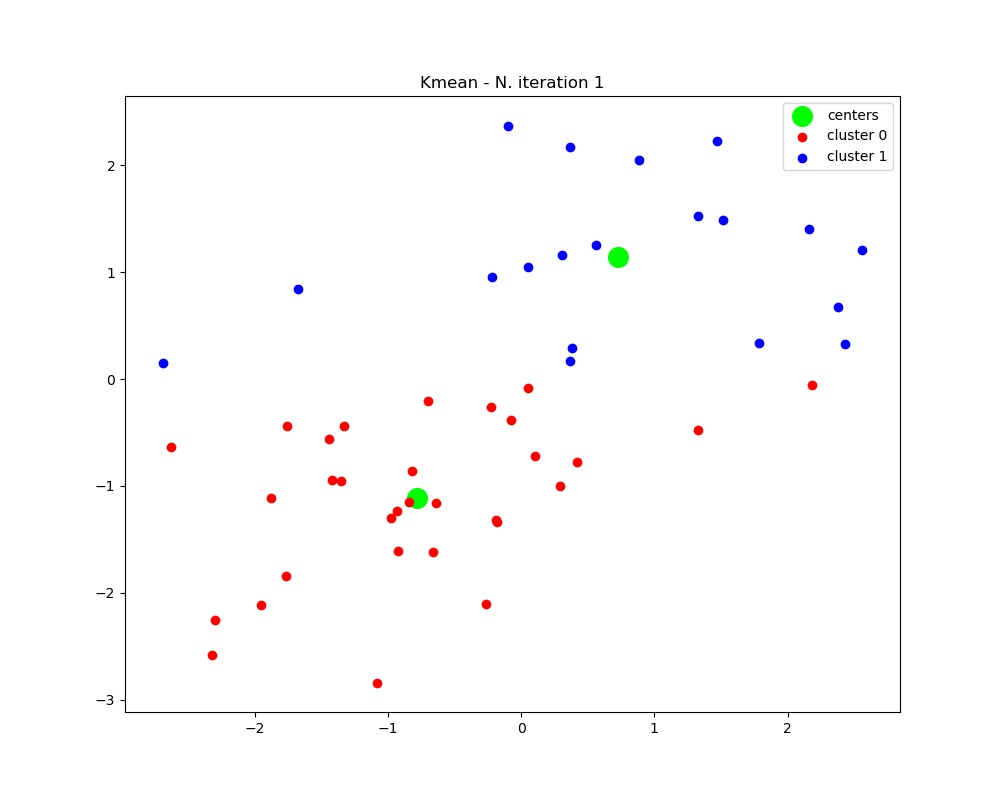 Kmean - N. iteration 1
centers
cluster 0
cluster 1
2
1
0
−1
−2
−3
−2
−1
0
1
2